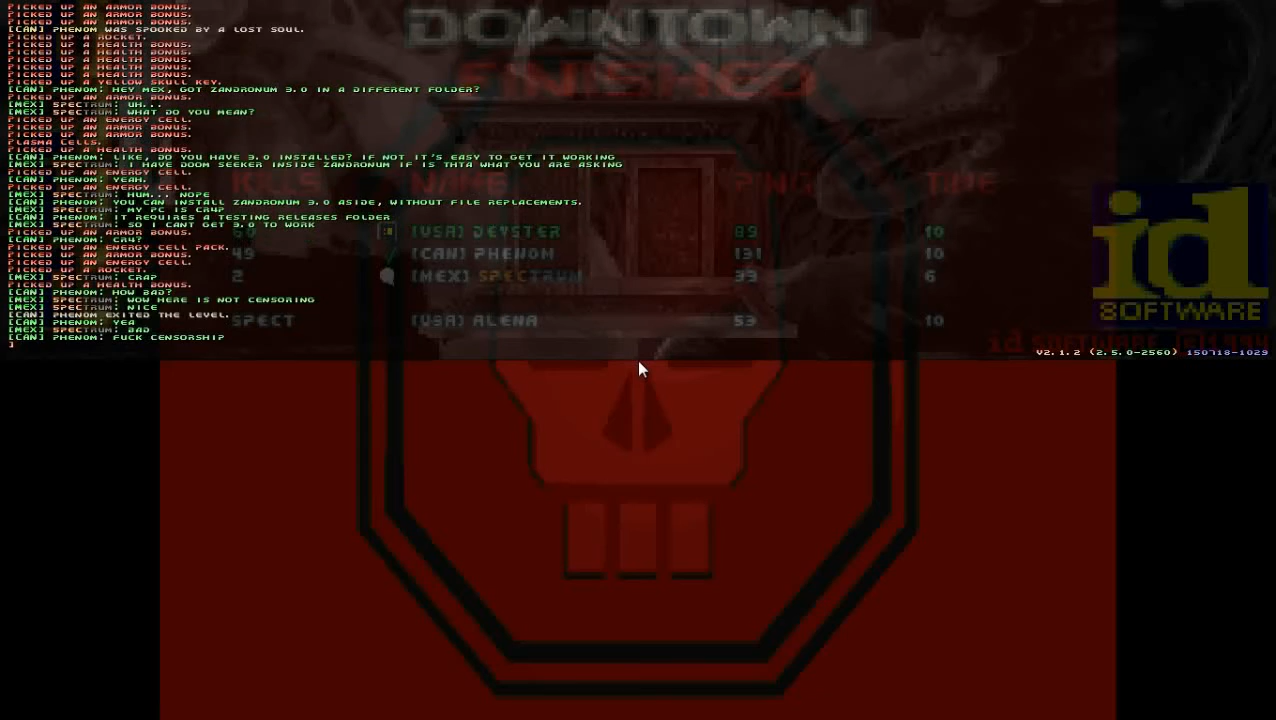 PICKED UP AN ARMOR BONUS.
PICKED UP AN ARMOR BONUS.
PICKED UP AN ARMOR BONUS.
[CAN] PHENOM WAS SPOOKED BY A LOST SOUL.
PICKED UP A ROCKET.
PICKED UP A HEALTH BONUS.
PICKED UP A HEALTH BONUS.
PICKED UP A HEALTH BONUS.
PICKED UP A HEALTH BONUS.
PICKED UP A HEALTH BONUS.
PICKED UP A YELLOW SKULL KEY.
[CAN] PHENOM: HEY MEX, GOT ZANDRONUM 3.0 IN A DIFFERENT FOLDER?
PICKED UP AN ARMOR BONUS.
[MEX] SPECTRUM: UH...
[MEX] SPECTRUM: WHAT DO YOU MEAN?
PICKED UP AN ENERGY CELL.
PICKED UP AN ARMOR BONUS.
PICKED UP AN ARMOR BONUS.
PLASMA CELLS.
PICKED UP A HEALTH BONUS.
[CAN] PHENOM: LIKE, DO YOU HAVE 3.0 INSTALLED? IF NOT IT'S EASY TO GET IT WORKING
[MEX] SPECTRUM: I HAVE DOOM SEEKER INSIDE ZANDRONUM IF IS THTA WHAT YOU ARE ASKING
PICKED UP AN ENERGY CELL.
[CAN] PHENOM: YEAH.
PICKED UP AN ENERGY CELL.
[MEX] SPECTRUM: HUM... NOPE
[CAN] PHENOM: YOU CAN INSTALL ZANDRONUM 3.0 ASIDE, WITHOUT FILE REPLACEMENTS.
[MEX] SPECTRUM: MY PC IS CR4P
[CAN] PHENOM: IT REQUIRES A TESTING RELEASES FOLDER
[MEX] SPECTRUM: SO I CANT GET 3.0 TO WORK
PICKED UP AN ARMOR BONUS.
[CAN] PHENOM: CR4?
PICKED UP AN ENERGY CELL PACK.
PICKED UP AN ARMOR BONUS.
PICKED UP AN ENERGY CELL.
PICKED UP A ROCKET.
[MEX] SPECTRUM: CRAP
PICKED UP A HEALTH BONUS.
[CAN] PHENOM: HOW BAD?
[MEX] SPECTRUM: WOW HERE IS NOT CENSORING
[MEX] SPECTRUM: NICE
[CAN] PHENOM EXITED THE LEVEL.
[CAN] PHENOM: YEA
[MEX] SPECTRUM: BAD
[CAN] PHENOM: FUCK CENSORSHIP
]
DOWNTOWN
FINISHED
KILLS NAME PING TIME
[USA] DEYSTER 89 10
49 [CAN] PHENOM 131 10
2 [MEX] SPECTRUM 33 6
SPECT [USA] ALENA 53 10
id
SOFTWARE
id SOFTWARE
V2.1.2 (2.5.0-2560) 150718-1029